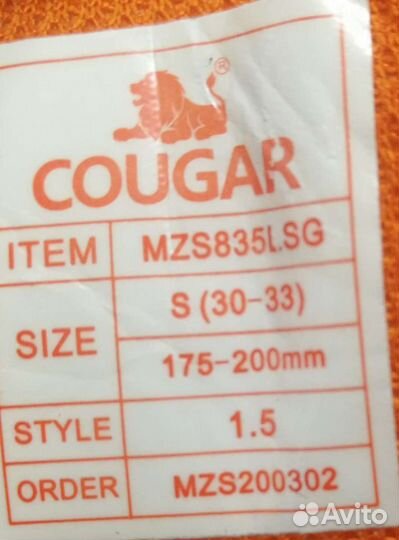 ®
COUGAR
ITEM MZS835LSG
SIZE S (30-33)
175-200mm
STYLE 1.5
ORDER MZS200302
Avito